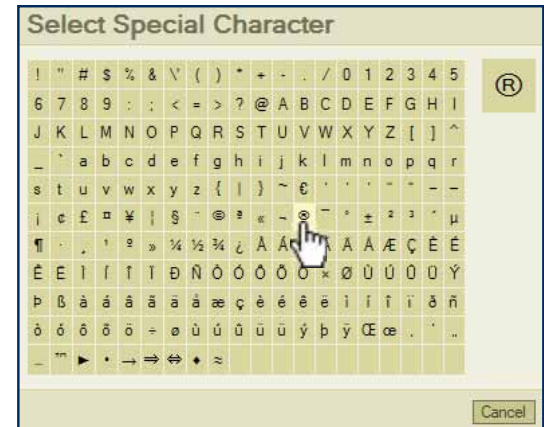 Select Special Character
! " # $ % & \' ( ) * + - . / 0 1 2 3 4 5
®
6 7 8 9 : ; < = > ? @ A B C D E F G H I
J K L M N O P Q R S T U V W X Y Z [ ] ^
_ ` a b c d e f g h i j k l m n o p q r
s t u v w x y z { | } ~ € ‘ ’ ‘ “ ” – —
¡ ¢ £ ¤ ¥ ¦ § ¨ © ª « ¬ ® ¯ ° ± ² ³ ´ µ
¶ · ¸ ¹ º » ¼ ½ ¾ ¿ À Á Ä Å Æ Ç È É
Ê Ë Ì Í Î Ï Ð Ñ Ò Ó Ô Õ Ö × Ø Ù Ú Û Ü Ý
Þ ß à á â ã ä å æ ç è é ê ë ì í î ï ð ñ
ò ó ô õ ö ÷ ø ù ú û ü ü ý þ ÿ Œ œ
... ™ ► • → ⇒ ⇔ ♦ ≈
Cancel